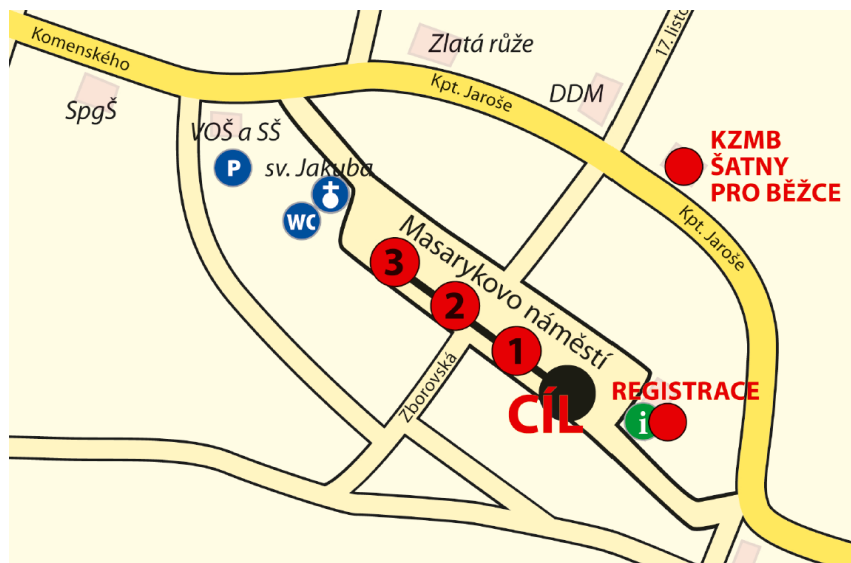 Komenského
Zlatá růže
17. listo
SpgŠ
Kpt. Jaroše
DDM
VOŠ a SŠ
KZMB
ŠATNY
PRO BĚŽCE
P
sv. Jakuba
WC
Kpt. Jaroše
Masarykovo náměstí
3
2
1
Zborovská
REGISTRACE
CÍL
i